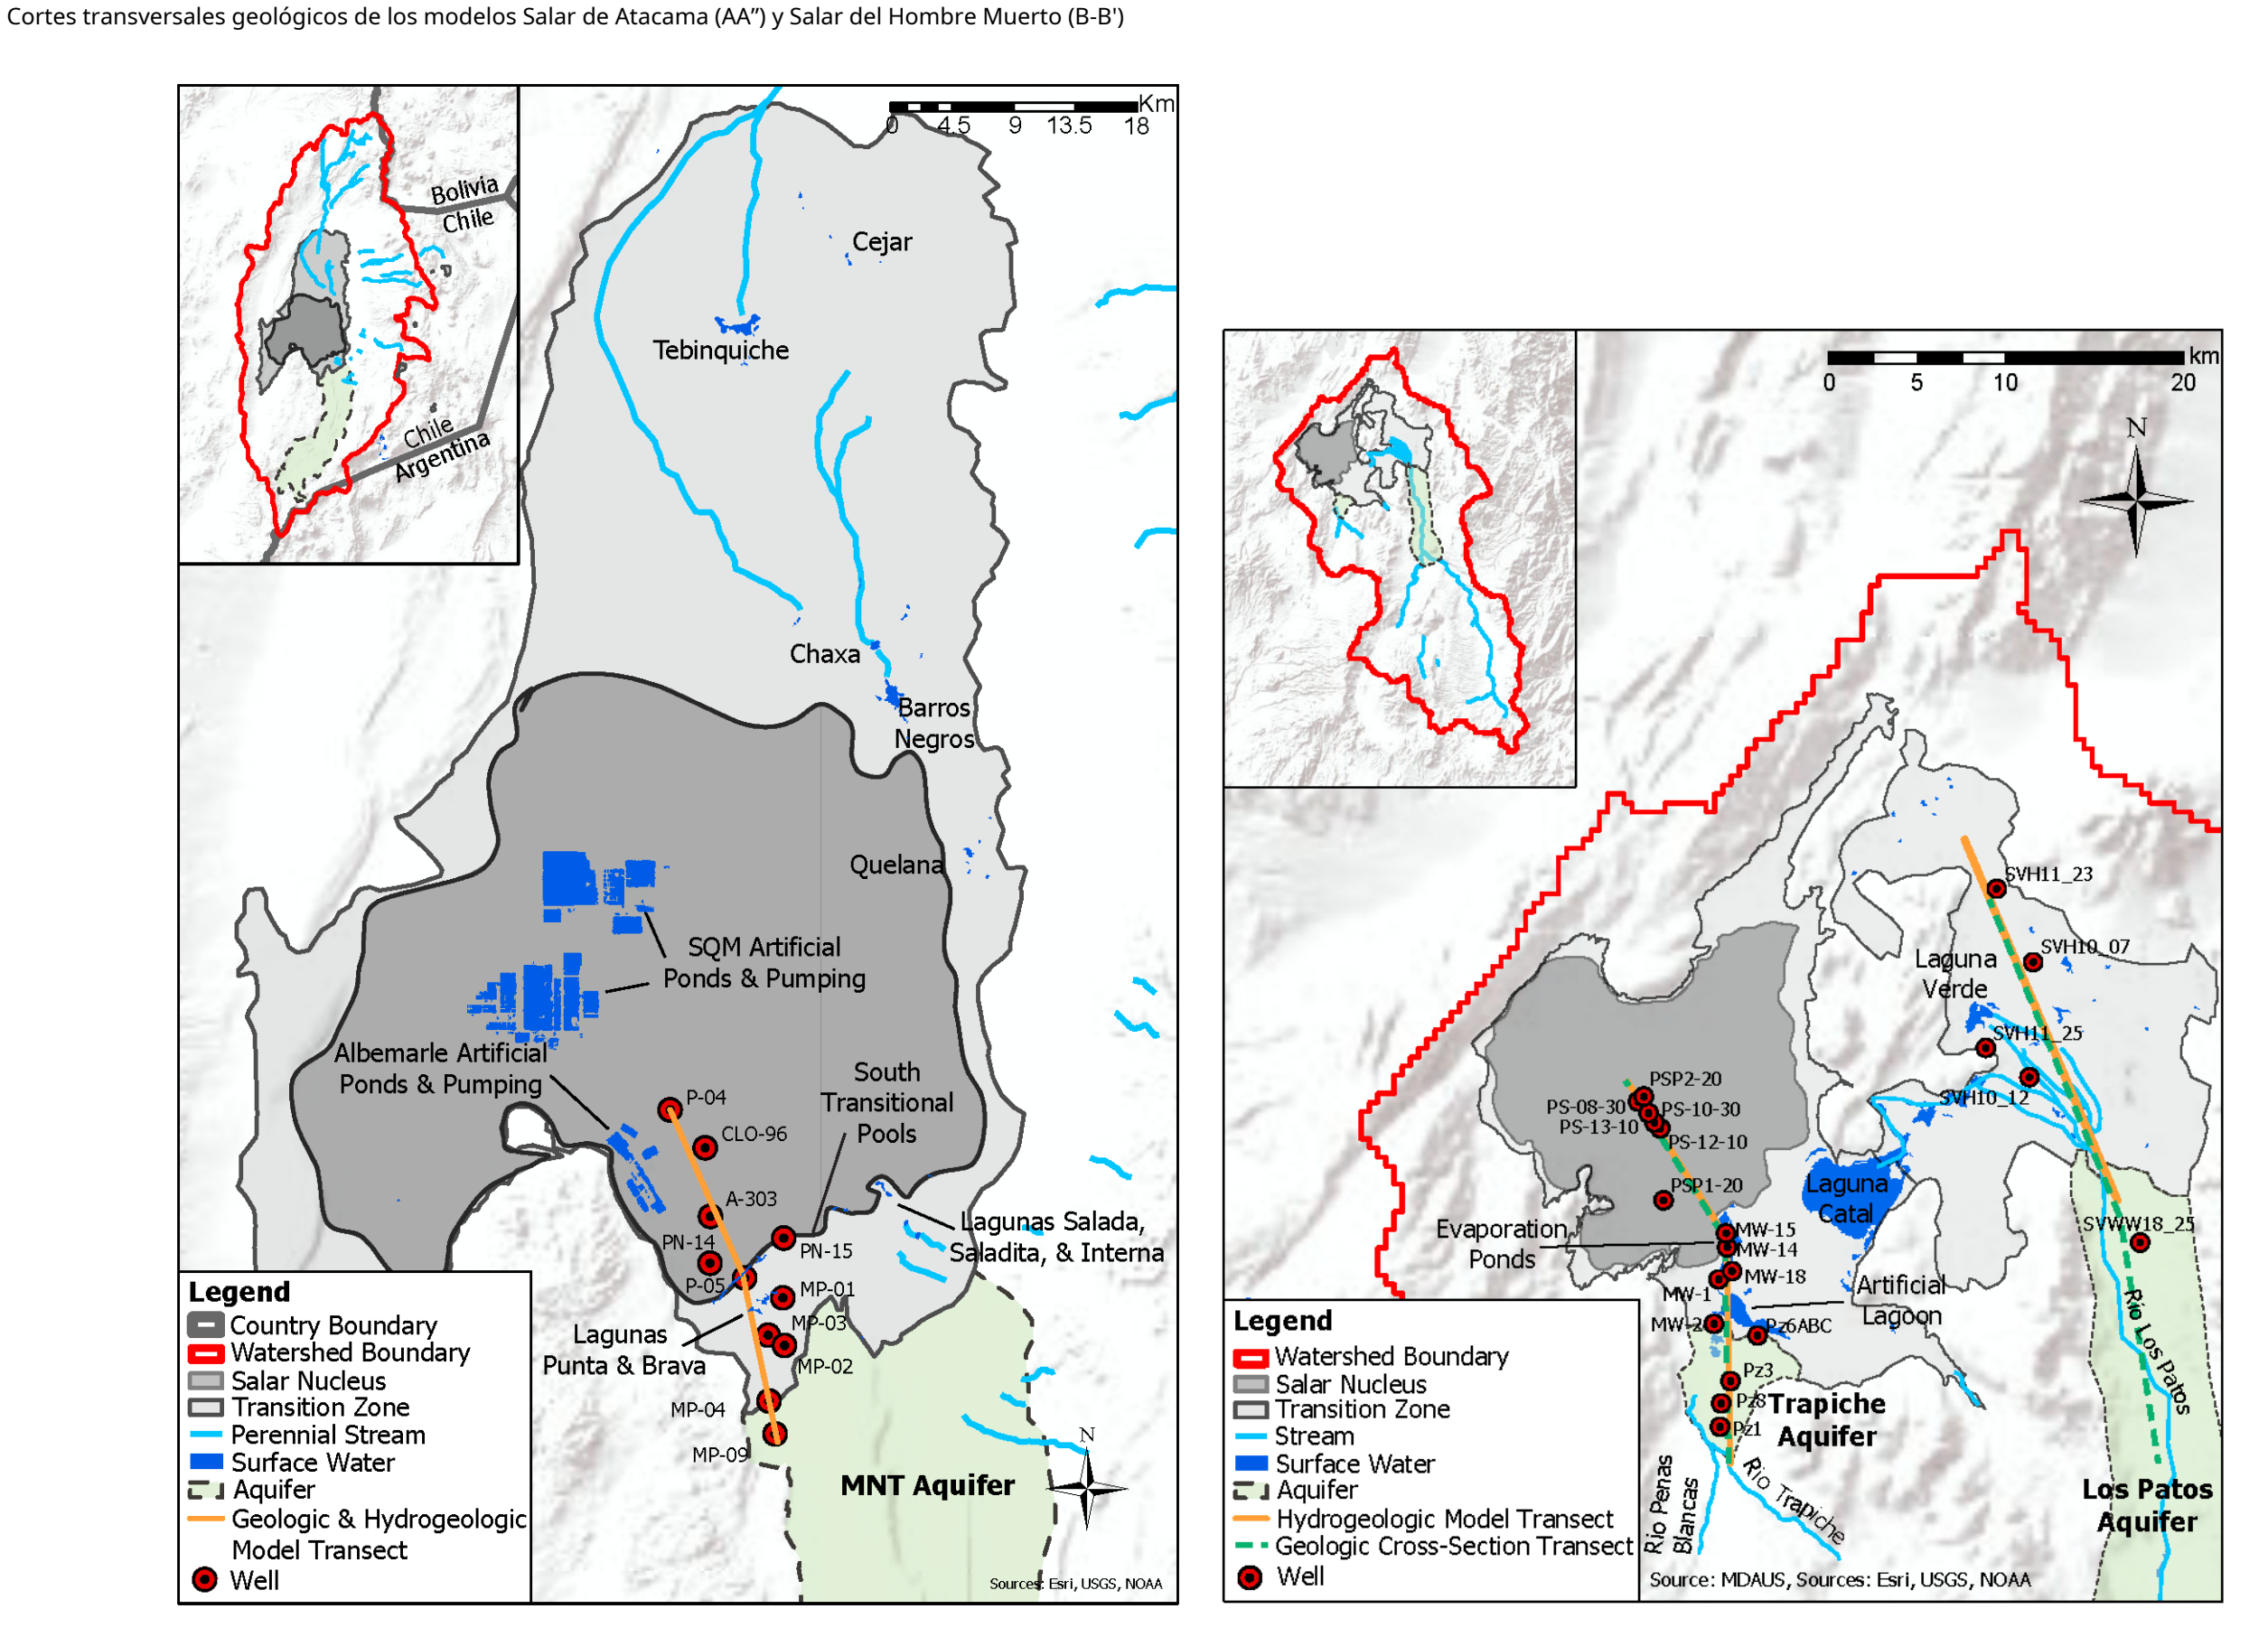 Cortes transversales geológicos de los modelos Salar de Atacama (AA”) y Salar del Hombre Muerto (B-B')
Km
0 4.5 9 13.5 18
Bolivia
Chile
Chile
Argentina
Cejar
Tebinquiche
Chaxa
Barros
Negros
Quelana
SQM Artificial
Ponds & Pumping
Albemarle Artificial
Ponds & Pumping
South
Transitional
Pools
P-04
CLO-96
A-303
PN-14
PN-15
P-05
MP-01
MP-03
MP-02
MP-04
MP-09
Lagunas Salada,
Saladita, & Interna
Lagunas
Punta & Brava
MNT Aquifer
N
Sources: Esri, USGS, NOAA
Legend
Country Boundary
Watershed Boundary
Salar Nucleus
Transition Zone
Perennial Stream
Surface Water
Aquifer
Geologic & Hydrogeologic
Model Transect
Well
km
0 5 10 20
N
SVH11_23
SVH10_07
Laguna
Verde
SVH11_25
SVH10_12
PSP2-20
PS-08-30
PS-10-30
PS-13-10
PS-12-10
PSP1-20
Laguna
Catal
SVWW18_25
Evaporation
Ponds
MW-15
MW-14
MW-18
MW-1
MW-2
Artificial
Lagoon
Pz6ABC
Pz3
Pz8
Pz1
Trapiche
Aquifer
Río Los Patos
Los Patos
Aquifer
Río Penas
Blancas
Río Trapiche
Legend
Watershed Boundary
Salar Nucleus
Transition Zone
Stream
Surface Water
Aquifer
Hydrogeologic Model Transect
Geologic Cross-Section Transect
Well
Source: MDAUS, Sources: Esri, USGS, NOAA